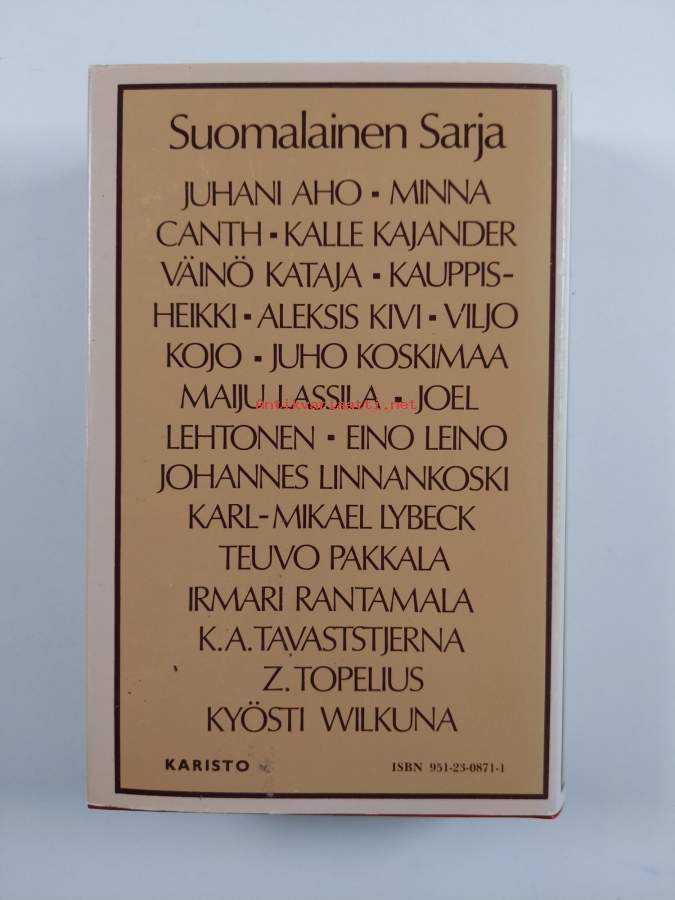 Suomalainen Sarja
JUHANI AHO ▪ MINNA
CANTH ▪ KALLE KAJANDER
VÄINÖ KATAJA ▪ KAUPPIS-
HEIKKI ▪ ALEKSIS KIVI ▪ VILJO
KOJO ▪ JUHO KOSKIMAA
MAIJU LASSILA ▪ JOEL
Antikvariaatti.net
LEHTONEN ▪ EINO LEINO
JOHANNES LINNANKOSKI
KARL-MIKAEL LYBECK
TEUVO PAKKALA
IRMARI RANTAMALA
K.A.TAVASTSTJERNA
Z.TOPELIUS
KYÖSTI WILKUNA
KARISTO ISBN 951-23-0871-1